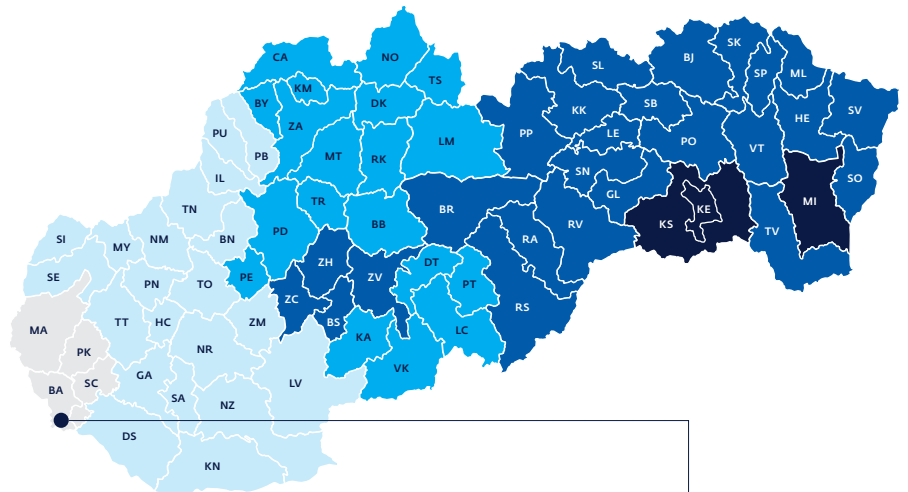 CA
NO
KM
TS
BY
DK
ZA
PU
PB
MT
RK
LM
IL
TN
TR
PD
BB
SI
MY
NM
BN
SE
PN
TO
PE
ZH
ZV
ZC
DT
PT
MA
TT
HC
ZM
BS
KA
LC
PK
NR
VK
BA
SC
GA
SA
NZ
LV
DS
KN
SL
BJ
SK
SP
ML
KK
SB
HE
SV
PP
LE
PO
VT
SN
GL
SO
BR
RA
RV
KS
KE
MI
TV
RS